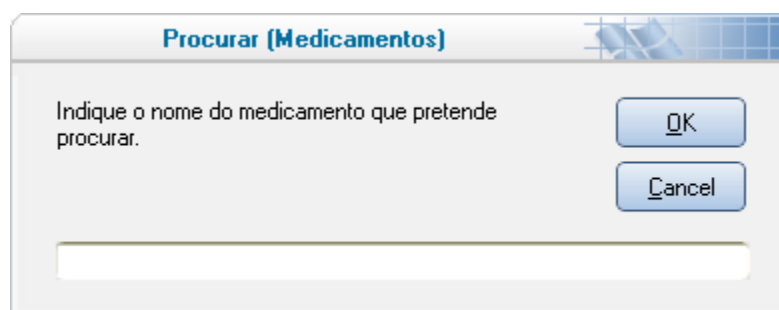 Procurar (Medicamentos)
Indique o nome do medicamento que pretende
procurar.
OK
Cancel